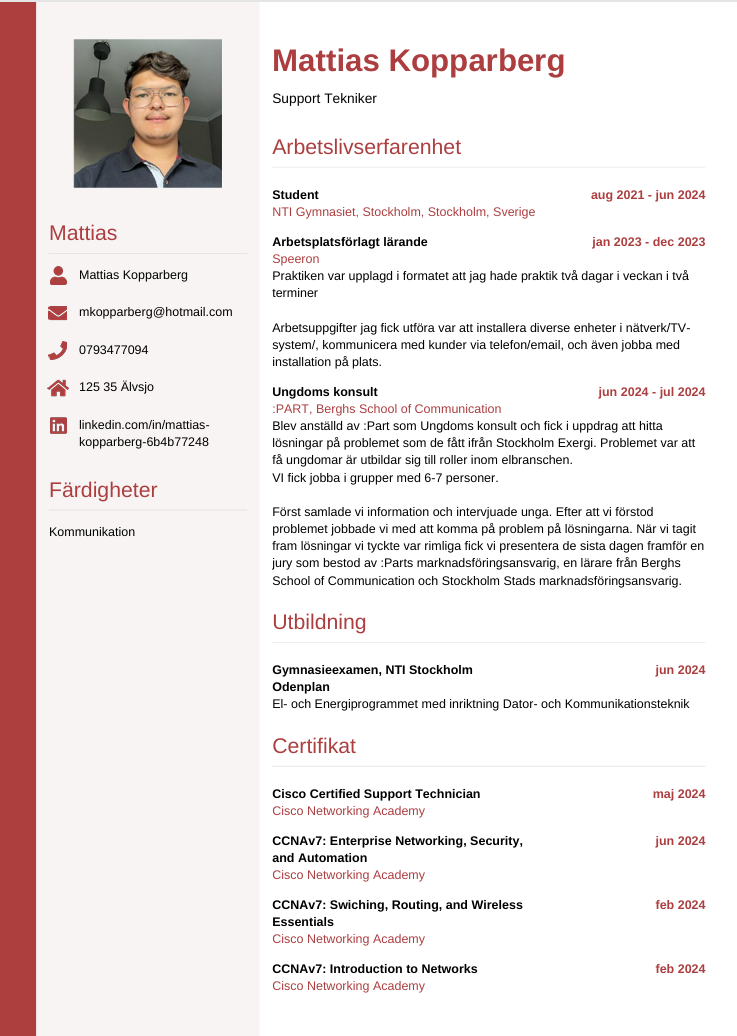 Mattias
Mattias Kopparberg
mkopparberg@hotmail.com
0793477094
125 35 Älvsjo
linkedin.com/in/mattias-
kopparberg-6b4b77248
Färdigheter
Kommunikation
Mattias Kopparberg
Support Tekniker
Arbetslivserfarenhet
Student aug 2021 - jun 2024
NTI Gymnasiet, Stockholm, Stockholm, Sverige
Arbetsplatsförlagt lärande jan 2023 - dec 2023
Speeron
Praktiken var upplagd i formatet att jag hade praktik två dagar i veckan i två
terminer
Arbetsuppgifter jag fick utföra var att installera diverse enheter i nätverk/TV-
system/, kommunicera med kunder via telefon/email, och även jobba med
installation på plats.
Ungdoms konsult jun 2024 - jul 2024
:PART, Berghs School of Communication
Blev anställd av :Part som Ungdoms konsult och fick i uppdrag att hitta
lösningar på problemet som de fått ifrån Stockholm Exergi. Problemet var att
få ungdomar är utbildar sig till roller inom elbranschen.
VI fick jobba i grupper med 6-7 personer.
Först samlade vi information och intervjuade unga. Efter att vi förstod
problemet jobbade vi med att komma på problem på lösningarna. När vi tagit
fram lösningar vi tyckte var rimliga fick vi presentera de sista dagen framför en
jury som bestod av :Parts marknadsföringsansvarig, en lärare från Berghs
School of Communication och Stockholm Stads marknadsföringsansvarig.
Utbildning
Gymnasieexamen, NTI Stockholm jun 2024
Odenplan
El- och Energiprogrammet med inriktning Dator- och Kommunikationsteknik
Certifikat
Cisco Certified Support Technician maj 2024
Cisco Networking Academy
CCNAv7: Enterprise Networking, Security, jun 2024
and Automation
Cisco Networking Academy
CCNAv7: Swiching, Routing, and Wireless feb 2024
Essentials
Cisco Networking Academy
CCNAv7: Introduction to Networks feb 2024
Cisco Networking Academy